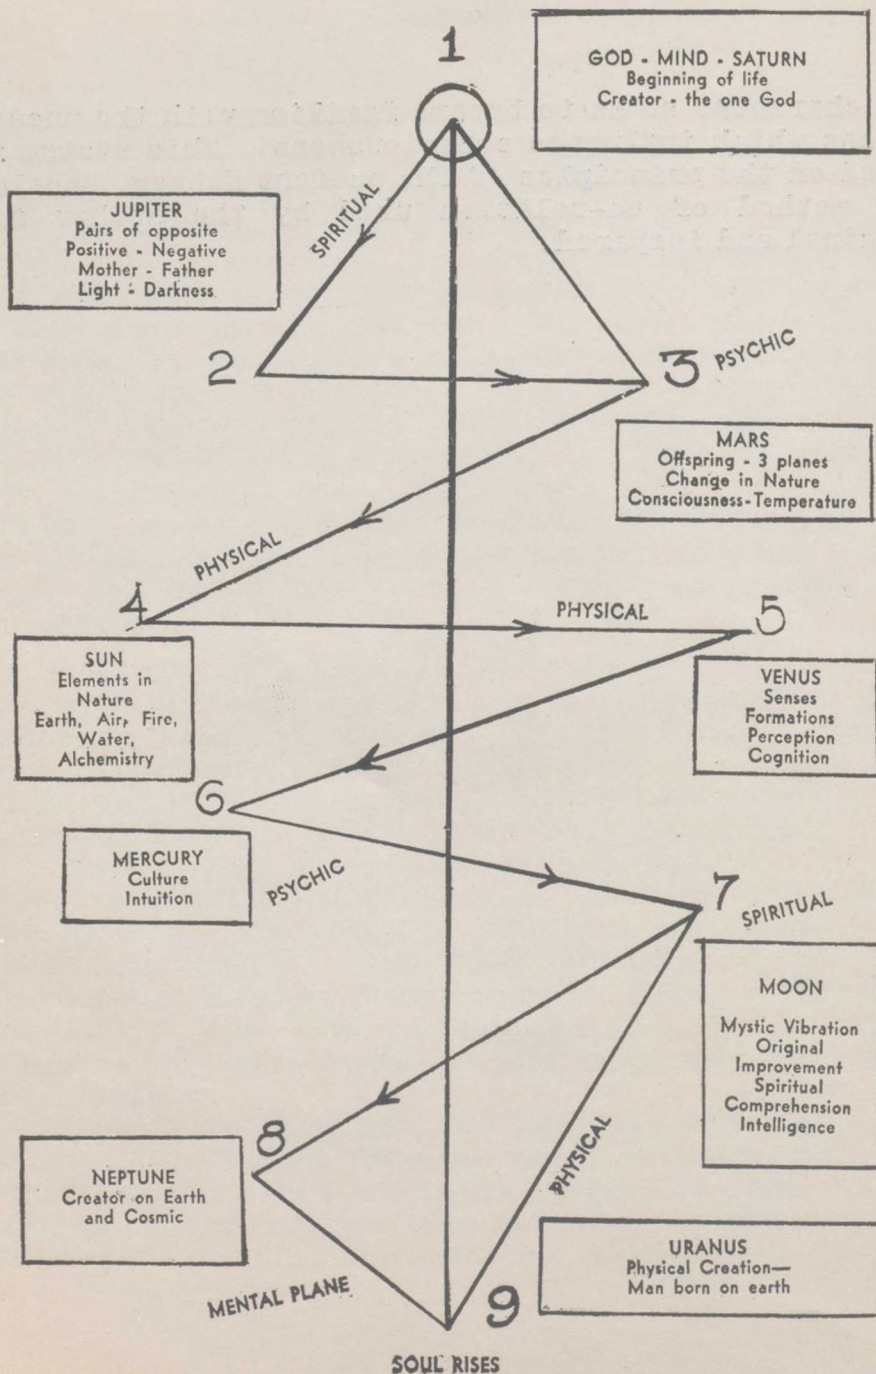 1
GOD - MIND - SATURN
Beginning of life
Creator - the one God
SPIRITUAL
JUPITER
Pairs of opposite
Positive - Negative
Mother - Father
Light - Darkness
2
3
PSYCHIC
MARS
Offspring - 3 planes
Change in Nature
Consciousness-Temperature
PHYSICAL
4
PHYSICAL
5
SUN
Elements in
Nature
Earth, Air, Fire,
Water,
Alchemistry
VENUS
Senses
Formations
Perception
Cognition
6
MERCURY
Culture
Intuition
PSYCHIC
7
SPIRITUAL
MOON
Mystic Vibration
Original
Improvement
Spiritual
Comprehension
Intelligence
8
NEPTUNE
Creator on Earth
and Cosmic
PHYSICAL
URANUS
Physical Creation—
Man born on earth
MENTAL PLANE
9
SOUL RISES